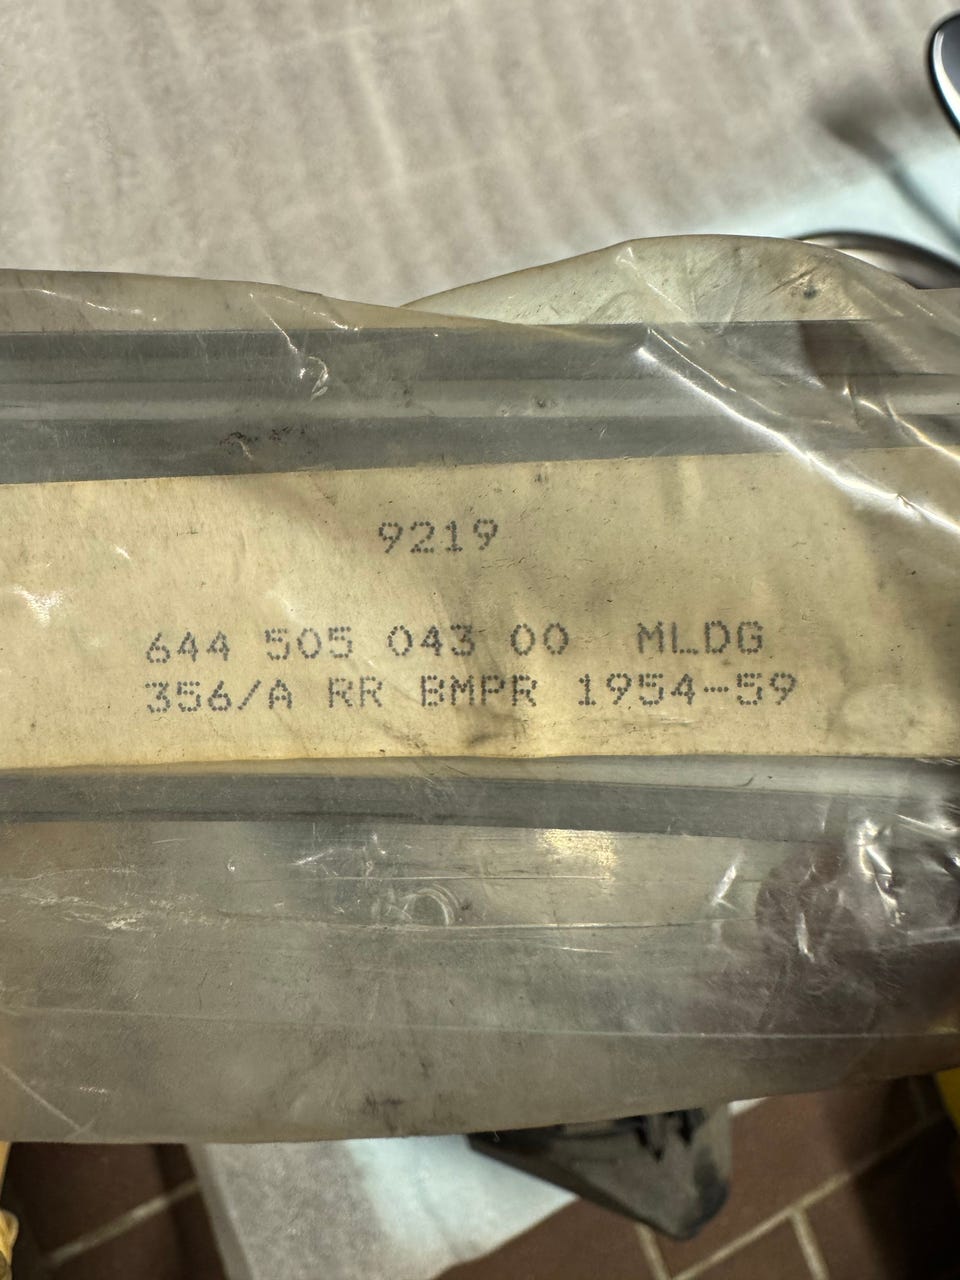 9219
644 505 043 00 MLDG
356/A RR BMPR 1954-59